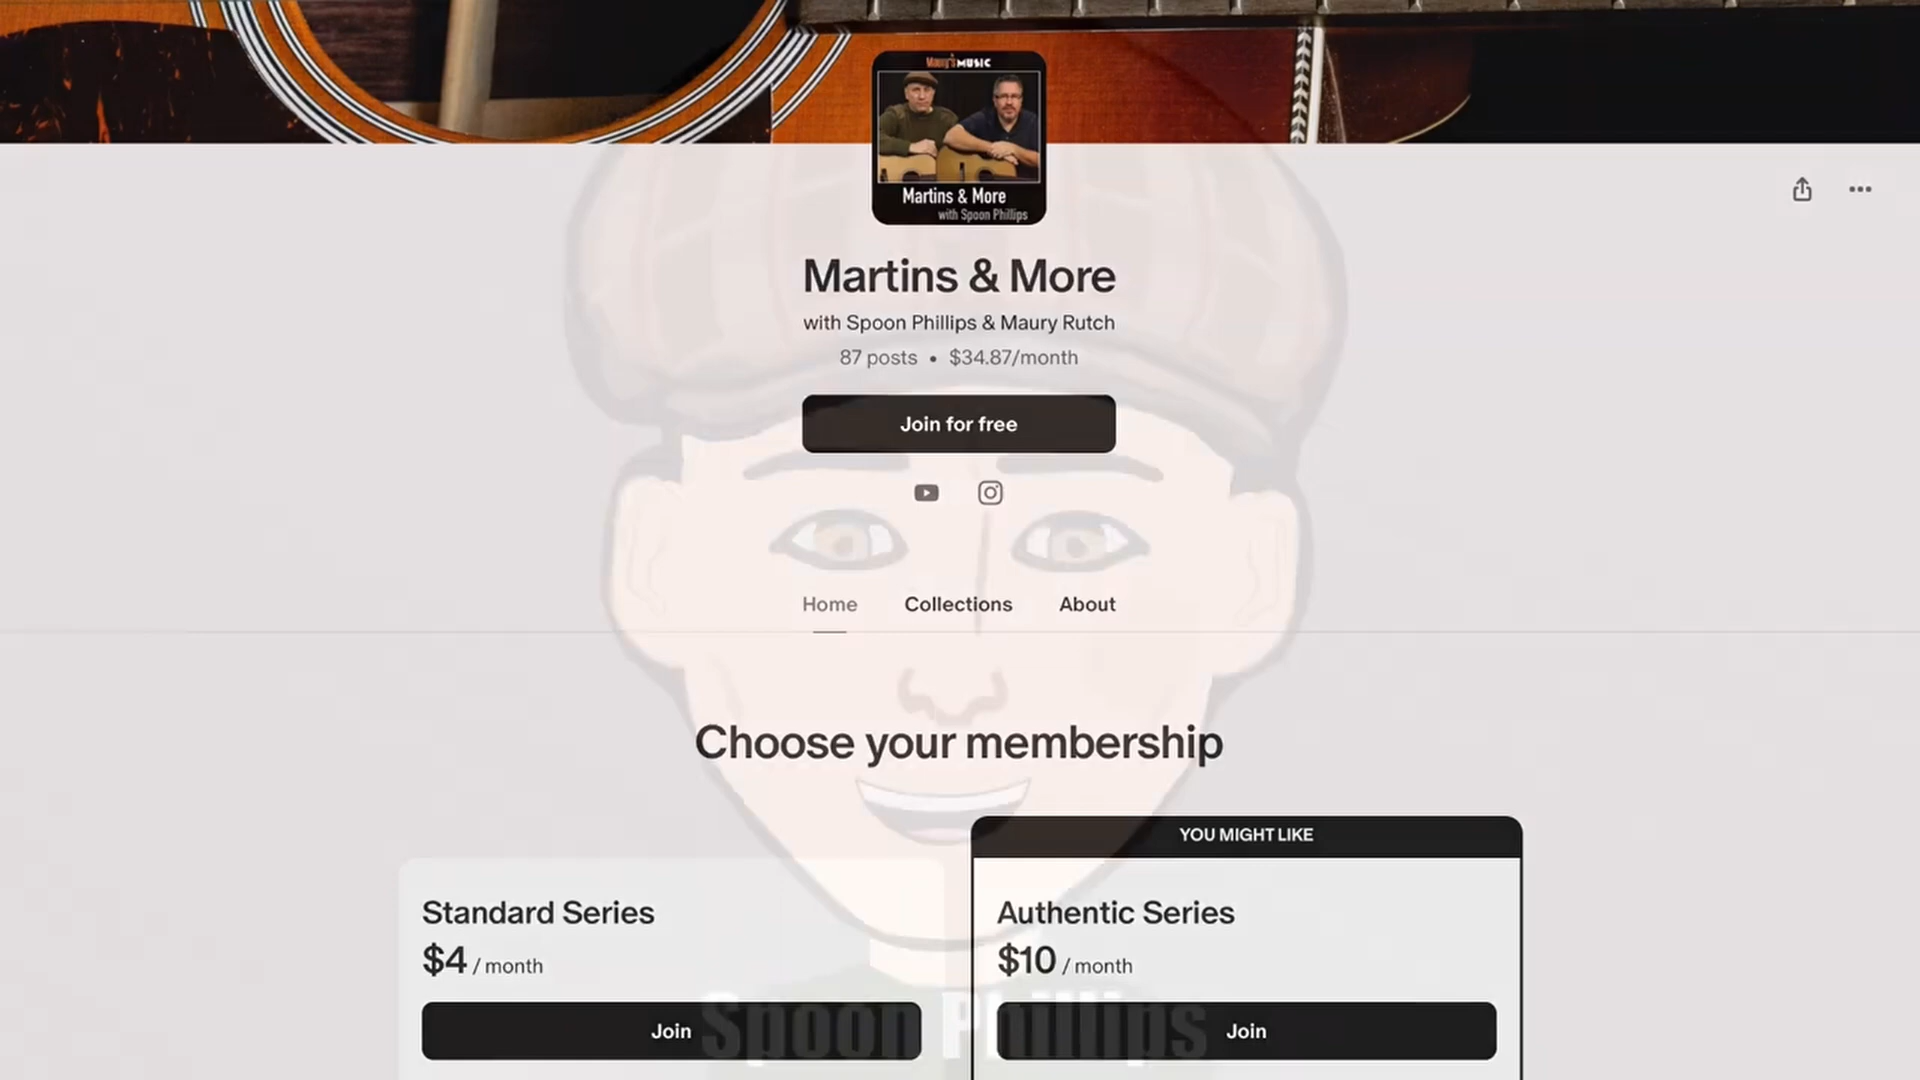 Maury's MUSIC
Martins & More
with Spoon Phillips
Martins & More
with Spoon Phillips & Maury Rutch
87 posts • $34.87/month
Join for free
Home Collections About
Choose your membership
YOU MIGHT LIKE
Standard Series Authentic Series
$4 / month $10 / month
Join Join
Spoon Phillips